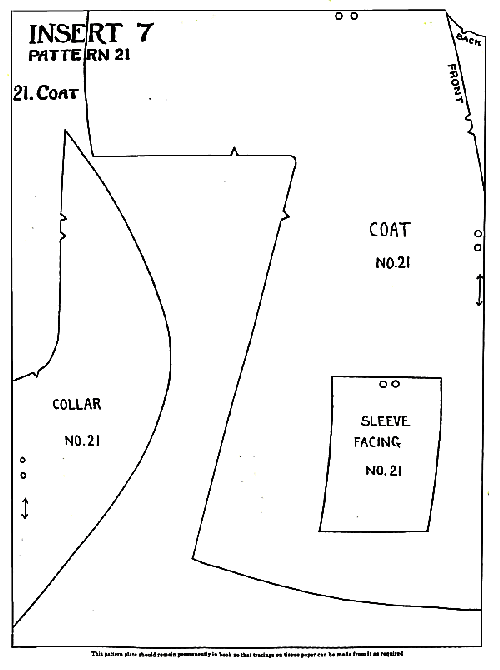 INSERT 7
PATTERN 21
21. COAT
BACK
FRONT
COAT
NO. 21
COLLAR
NO. 21
SLEEVE
FACING
NO. 21
This pattern plate should remain permanently in book so that tracings on tissue paper can be made from it as required